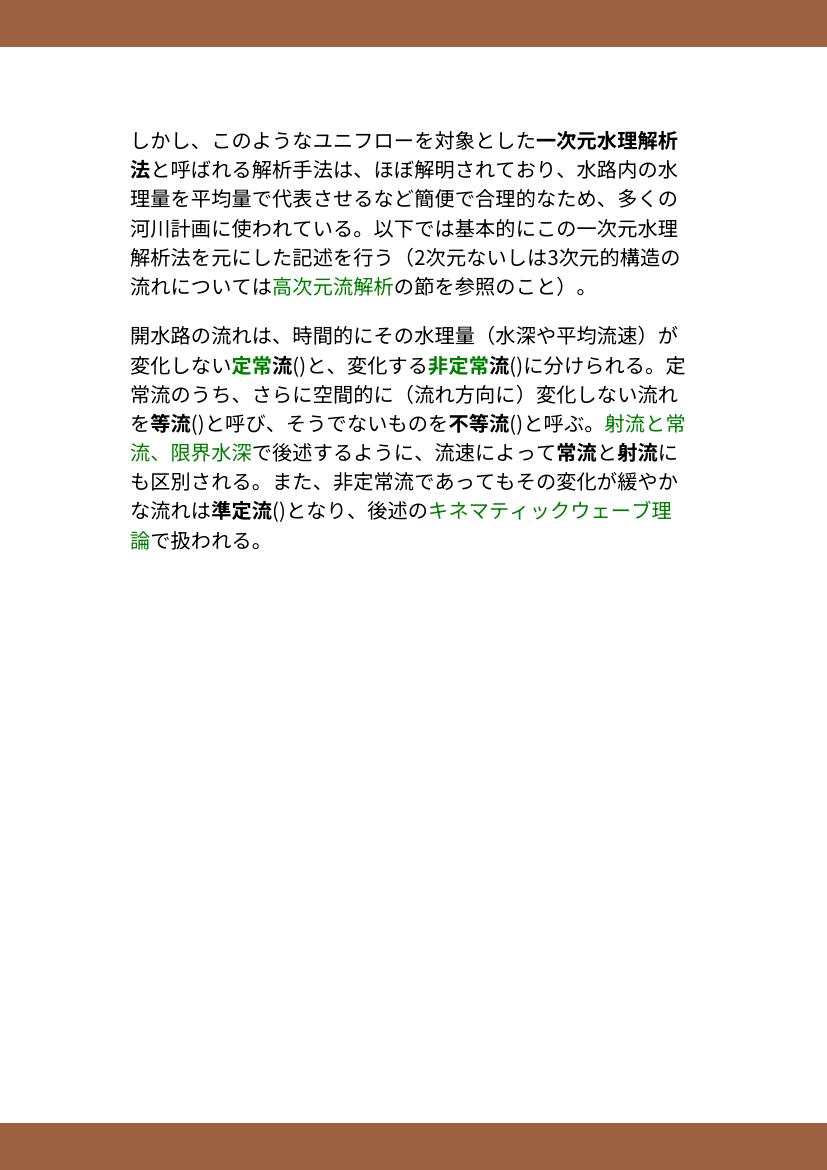 しかし、このようなユニフローを対象とした一次元水理解析
法と呼ばれる解析手法は、ほぼ解明されており、水路内の水
理量を平均量で代表させるなど簡便で合理的なため、多くの
河川計画に使われている。以下では基本的にこの一次元水理
解析法を元にした記述を行う（2次元ないしは3次元的構造の
流れについては高次元流解析の節を参照のこと）。
開水路の流れは、時間的にその水理量（水深や平均流速）が
変化しない定常流()と、変化する非定常流()に分けられる。定
常流のうち、さらに空間的に（流れ方向に）変化しない流れ
を等流()と呼び、そうでないものを不等流()と呼ぶ。射流と常
流、限界水深で後述するように、流速によって常流と射流に
も区別される。また、非定常流であってもその変化が緩やか
な流れは準定流()となり、後述のキネマティックウェーブ理
論で扱われる。